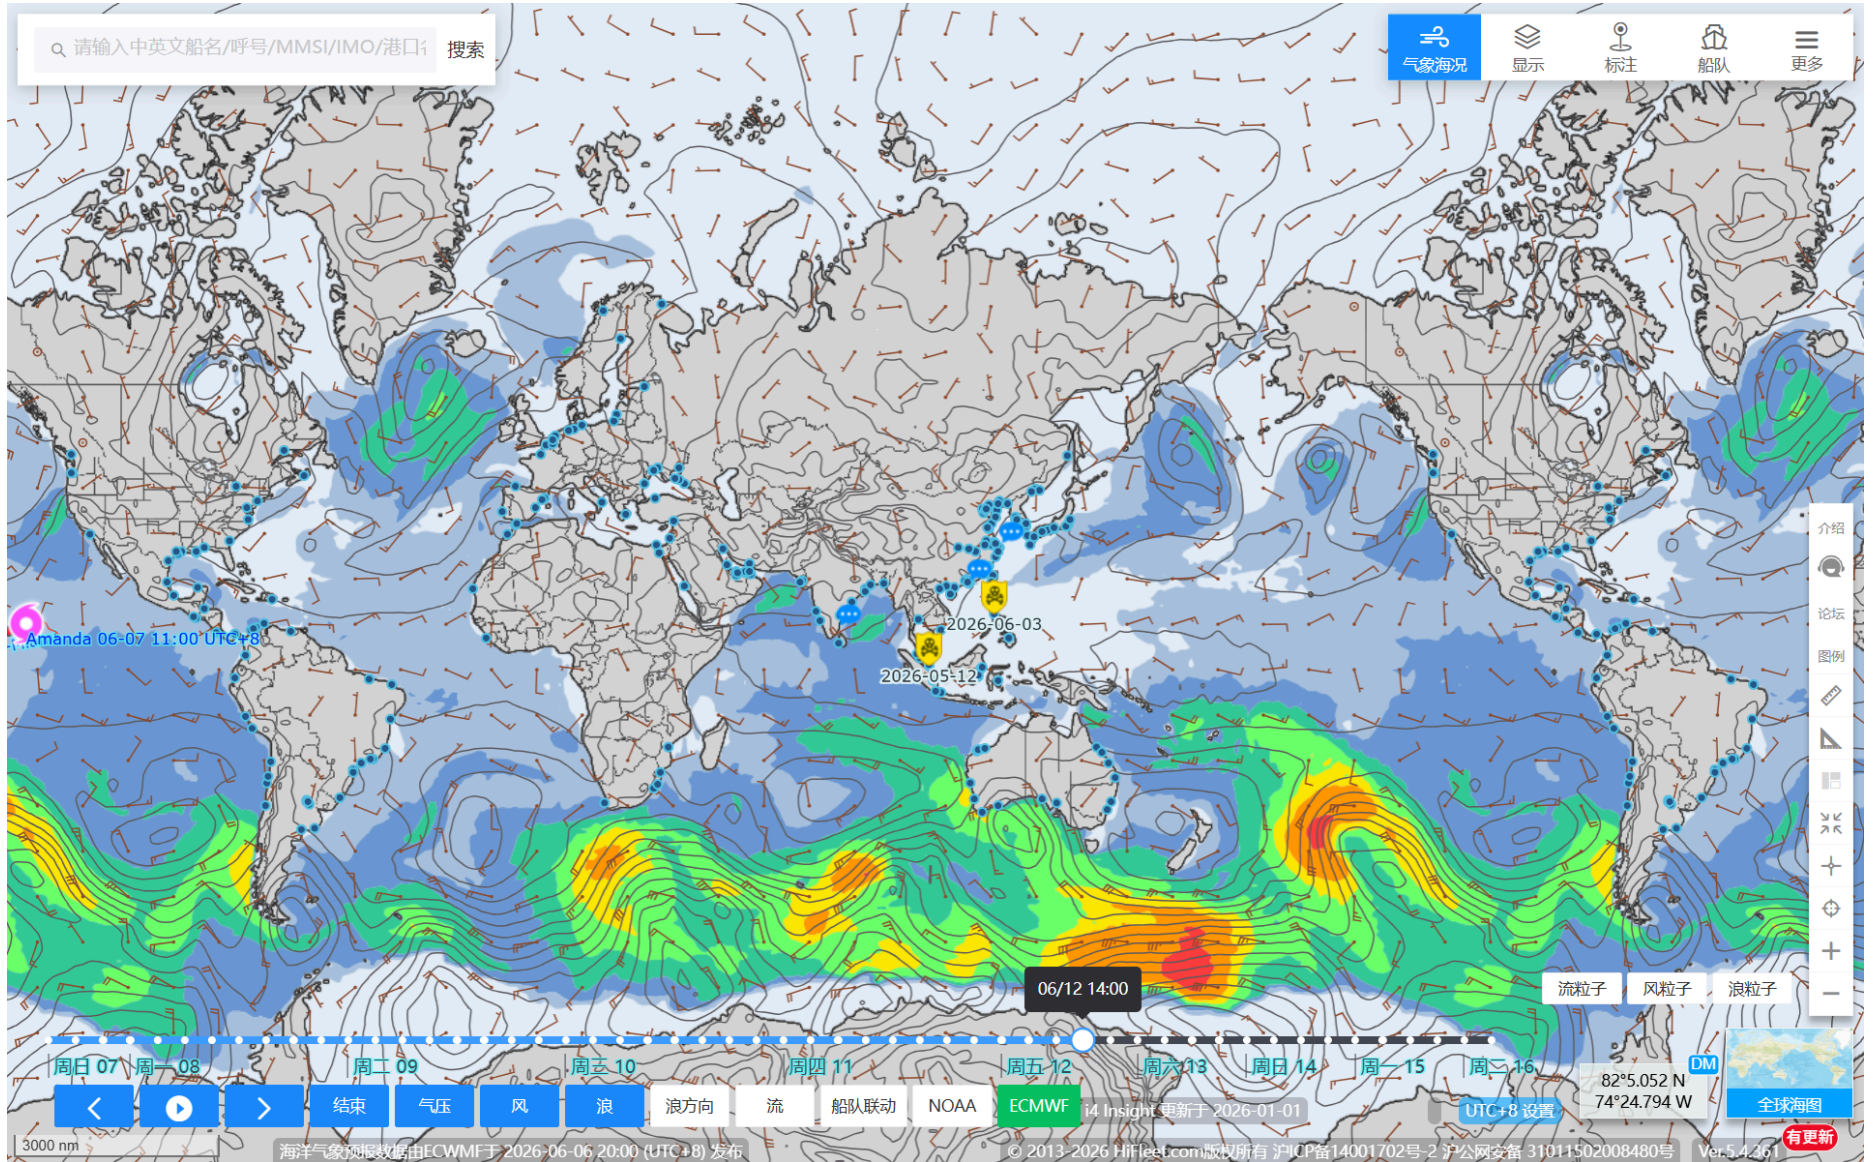 请输入中英文船名/呼号/MMSI/IMO/港口
搜索
气象海况
显示
标注
船队
更多
介绍
论坛
图例
Amanda 06-07 11:00 UTC+8
2026-06-03
2026-05-12
流粒子
风粒子
浪粒子
06/12 14:00
周日 07
周一 08
周二 09
周三 10
周四 11
周五 12
周六 13
周日 14
周一 15
周二 16
结束
气压
风
浪
浪方向
流
船队联动
NOAA
ECMWF
i4 Insight 更新于 2026-01-01
UTC+8 设置
DM
82°5.052 N
74°24.794 W
全球海图
有更新
3000 nm
海洋气象预报数据由ECWMF于 2026-06-06 20:00 (UTC+8) 发布
© 2013-2026 HiFleet.com版权所有 沪ICP备14001702号-2 沪公网安备 31011502008480号
Ver.5.4.361